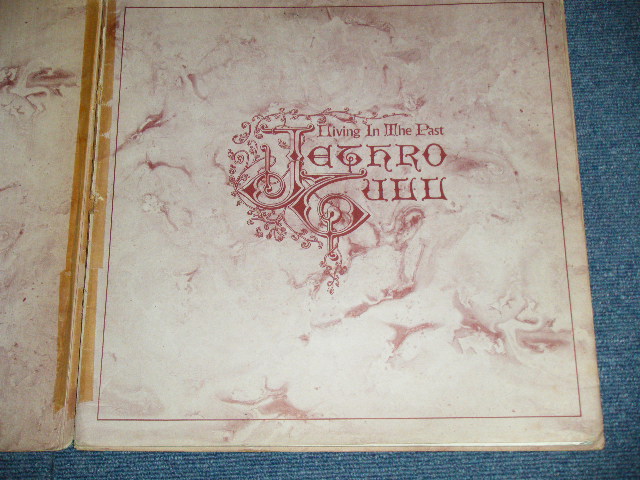 Living In The Past
JETHRO
TULL